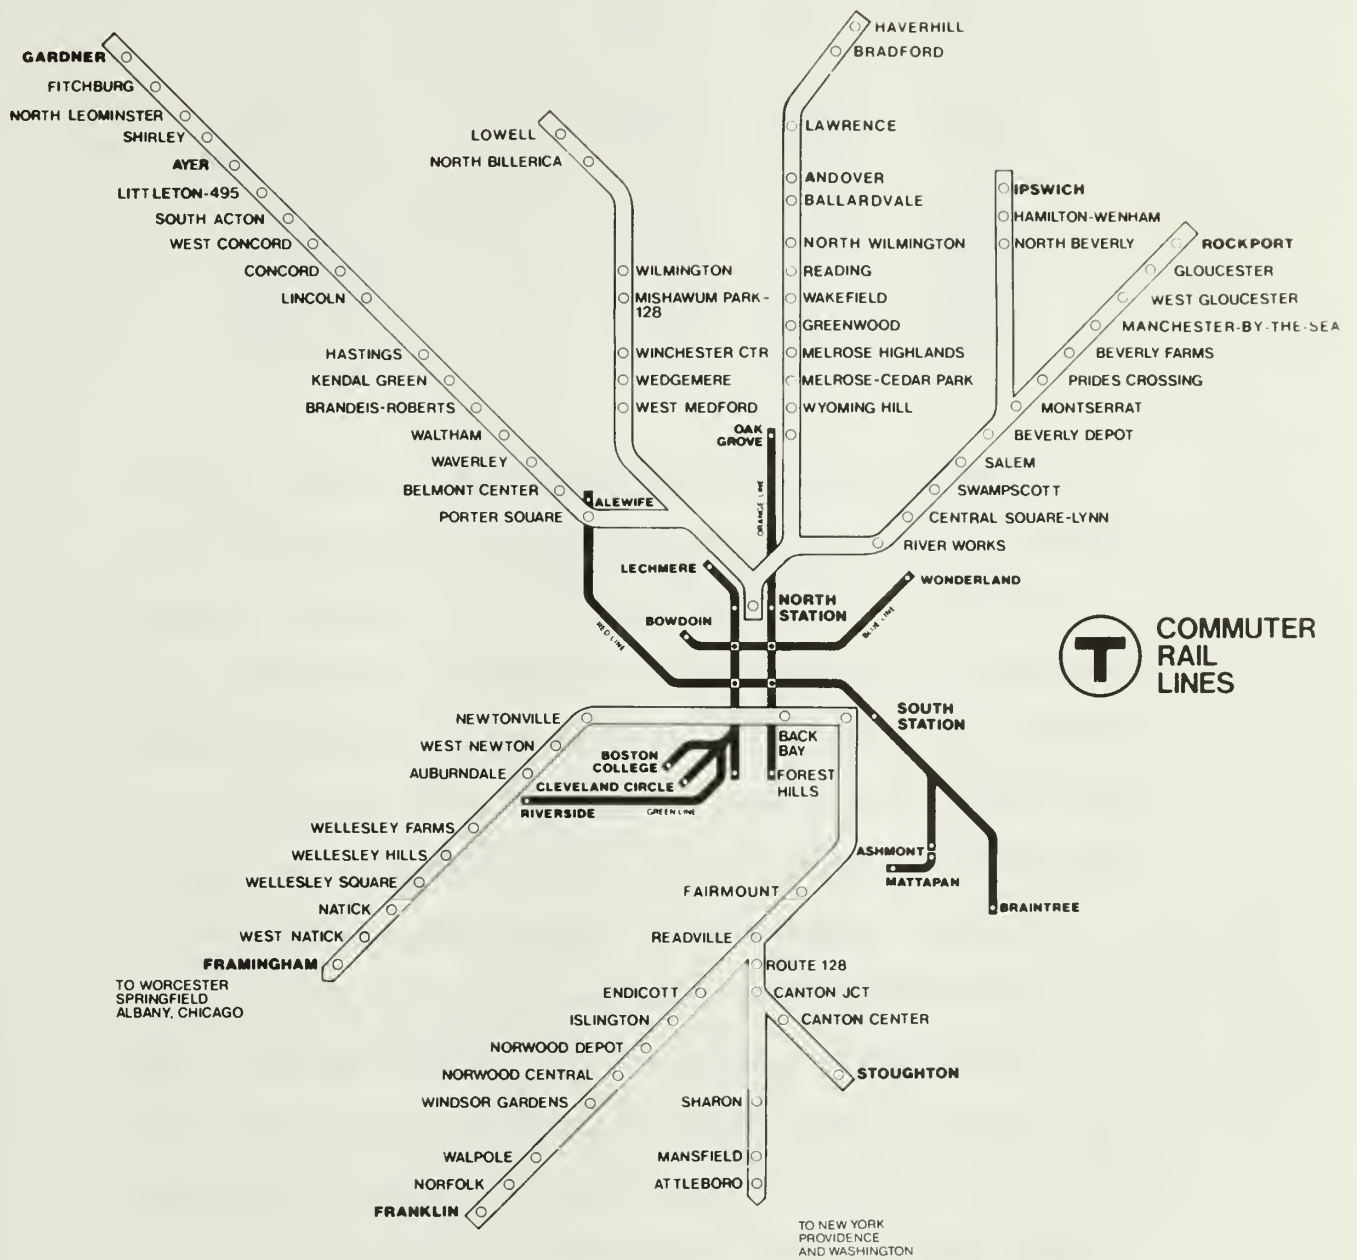 GARDNER
FITCHBURG
NORTH LEOMINSTER
SHIRLEY
AYER
LITTLETON-495
SOUTH ACTON
WEST CONCORD
CONCORD
LINCOLN
HASTINGS
KENDAL GREEN
BRANDEIS-ROBERTS
WALTHAM
WAVERLEY
BELMONT CENTER
PORTER SQUARE
LOWELL
NORTH BILLERICA
WILMINGTON
MISHAWUM PARK-
128
WINCHESTER CTR
WEDGEMERE
WEST MEDFORD
HAVERHILL
BRADFORD
LAWRENCE
ANDOVER
BALLARDVALE
NORTH WILMINGTON
READING
WAKEFIELD
GREENWOOD
MELROSE HIGHLANDS
MELROSE-CEDAR PARK
WYOMING HILL
IPSWICH
HAMILTON-WENHAM
NORTH BEVERLY
ROCKPORT
GLOUCESTER
WEST GLOUCESTER
MANCHESTER-BY-THE-SEA
BEVERLY FARMS
PRIDES CROSSING
MONTSERRAT
BEVERLY DEPOT
SALEM
SWAMPSCOTT
CENTRAL SQUARE-LYNN
RIVER WORKS
OAK
GROVE
ORANGE LINE
ALEWIFE
LECHMERE
NORTH
STATION
WONDERLAND
BOWDOIN
RED LINE
BLUE LINE
T
COMMUTER
RAIL
LINES
SOUTH
STATION
NEWTONVILLE
WEST NEWTON
AUBURNDALE
WELLESLEY FARMS
WELLESLEY HILLS
WELLESLEY SQUARE
NATICK
WEST NATICK
FRAMINGHAM
TO WORCESTER
SPRINGFIELD
ALBANY, CHICAGO
BACK
BAY
BOSTON
COLLEGE
CLEVELAND CIRCLE
RIVERSIDE
GREEN LINE
FOREST
HILLS
ASHMONT
MATTAPAN
BRAINTREE
FAIRMOUNT
READVILLE
ROUTE 128
ENDICOTT
CANTON JCT
ISLINGTON
CANTON CENTER
NORWOOD DEPOT
NORWOOD CENTRAL
STOUGHTON
WINDSOR GARDENS
SHARON
WALPOLE
MANSFIELD
NORFOLK
ATTLEBORO
FRANKLIN
TO NEW YORK
PROVIDENCE
AND WASHINGTON